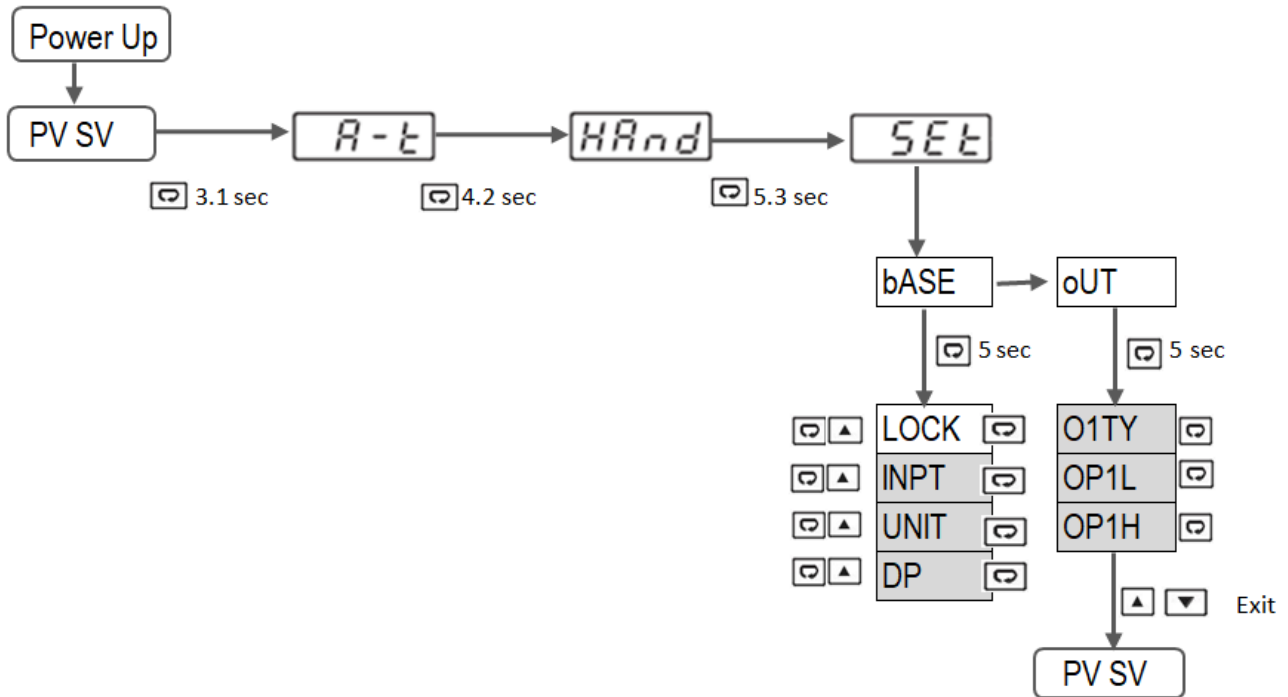 Power Up
PV SV
A-t
HAnd
SEt
3.1 sec
4.2 sec
5.3 sec
bASE
oUT
5 sec
5 sec
LOCK
INPT
UNIT
DP
O1TY
OP1L
OP1H
Exit
PV SV